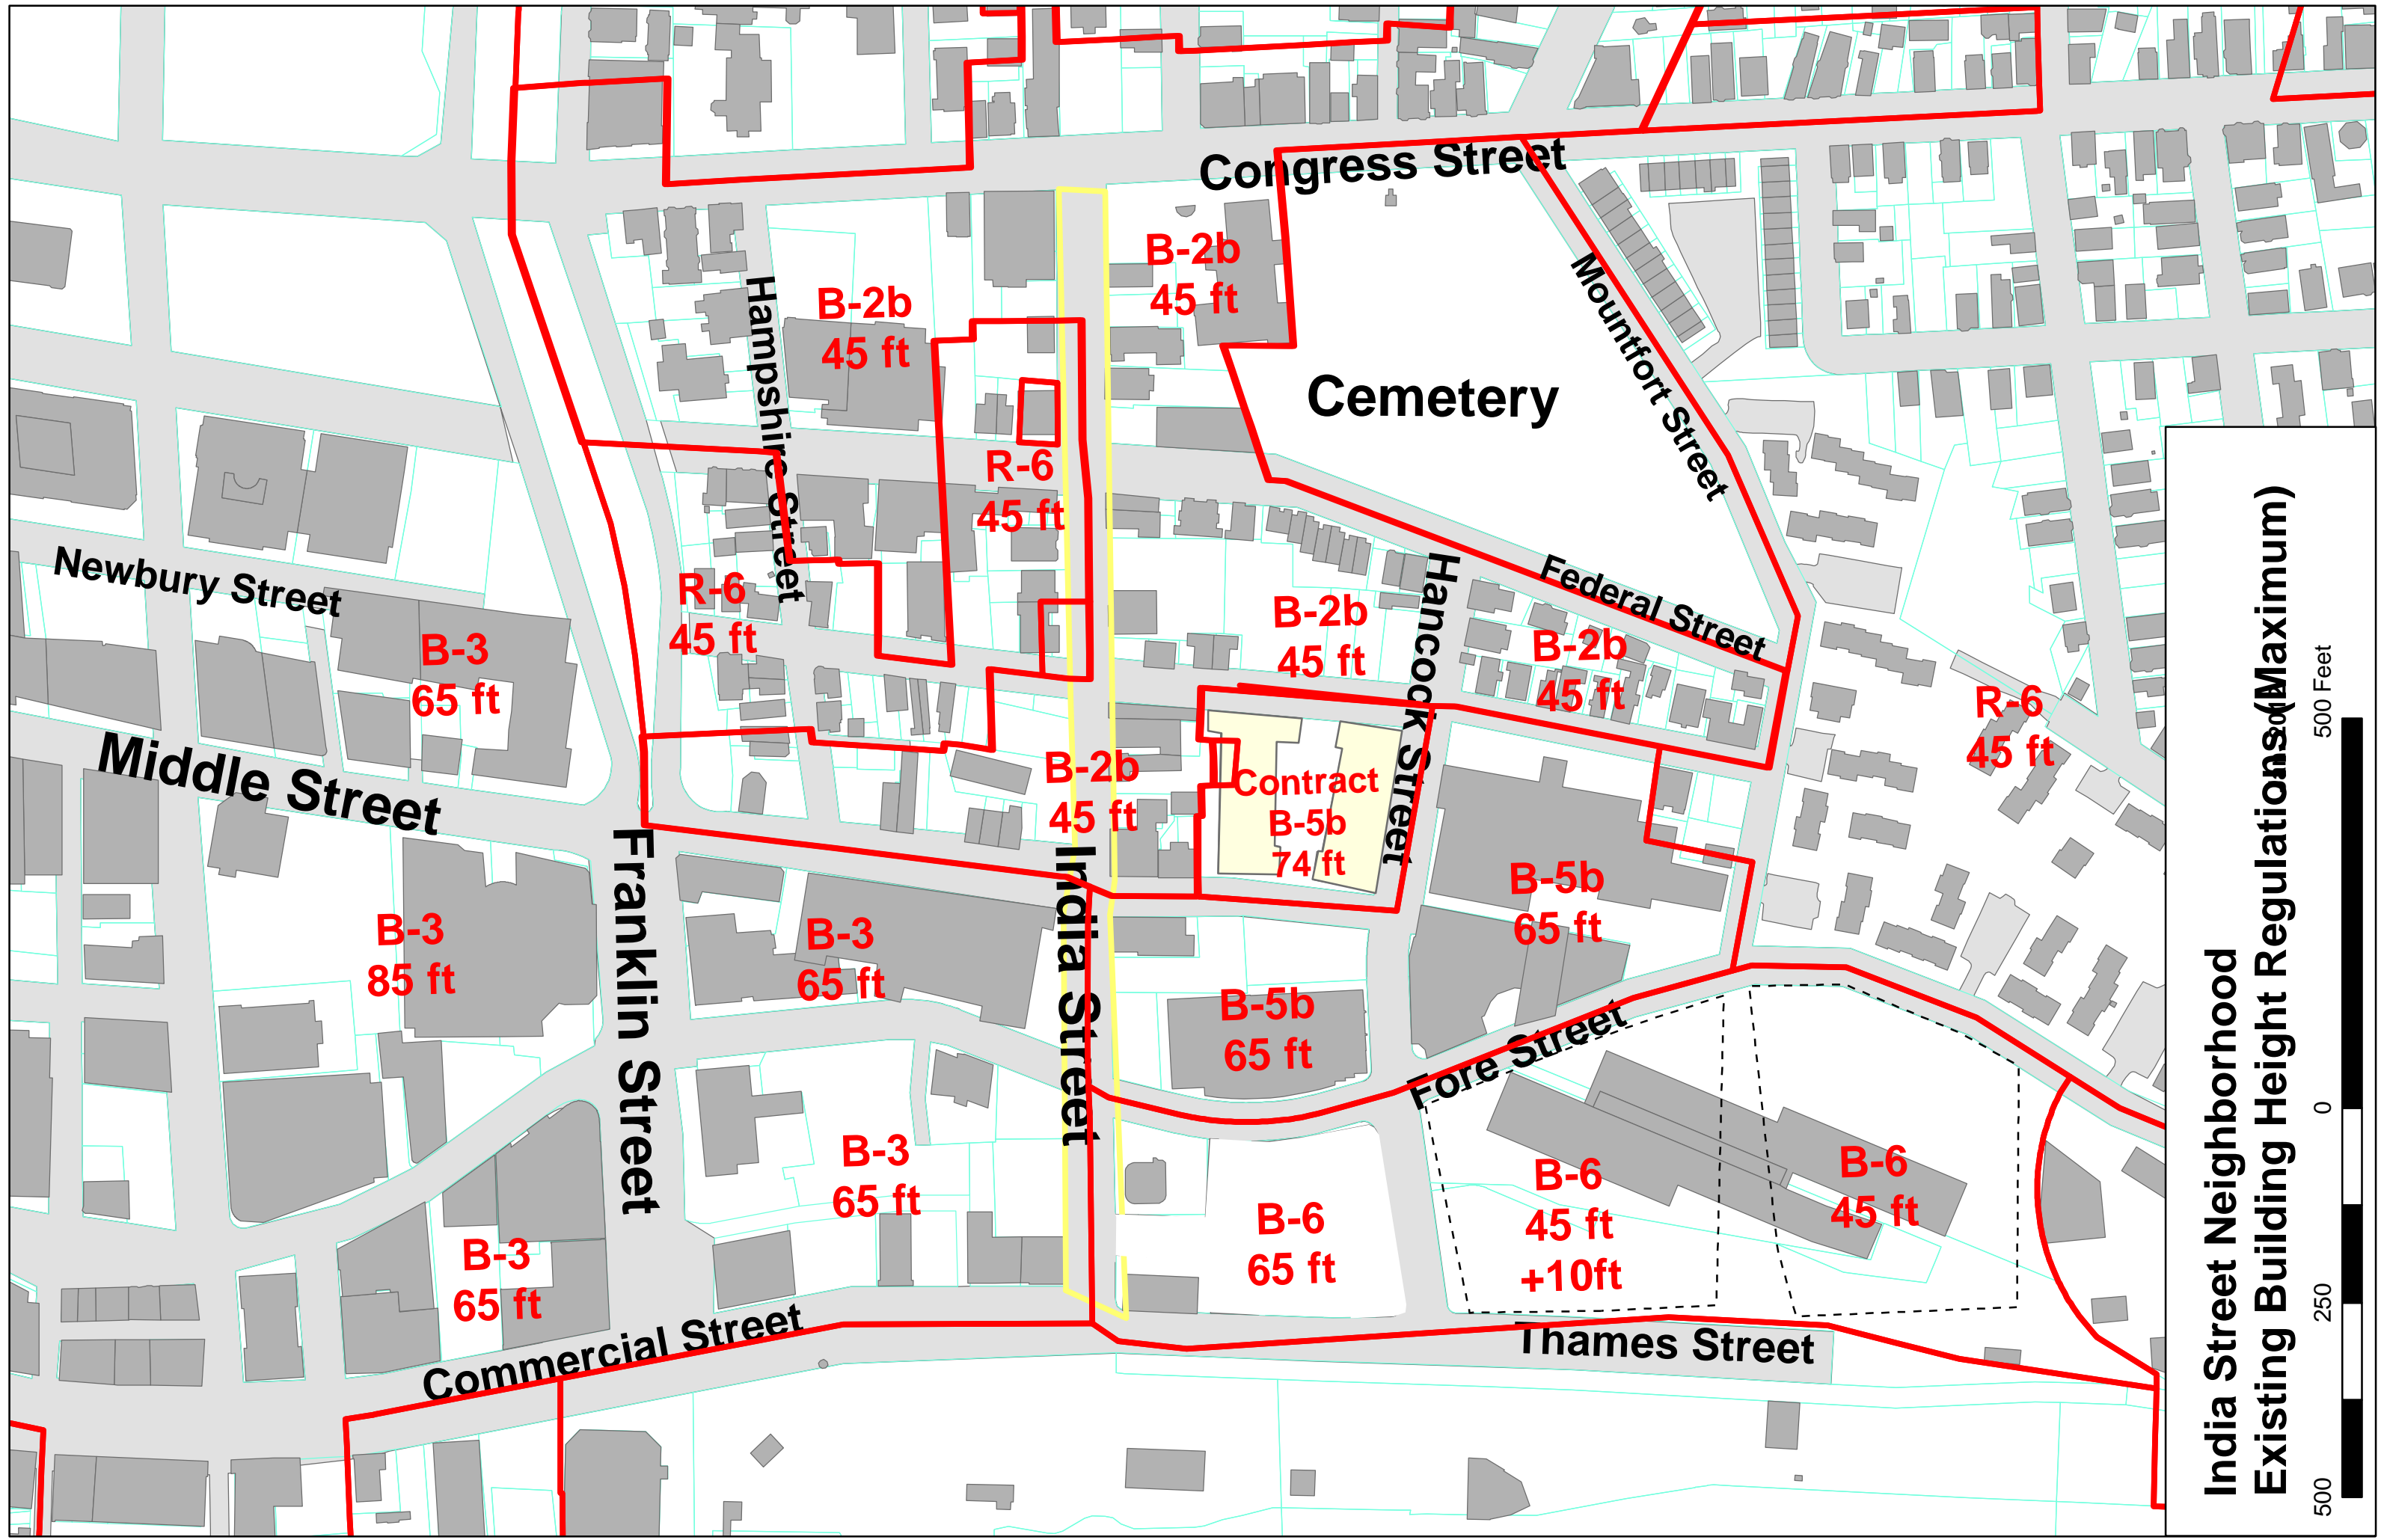 Congress Street
B-2b
45 ft
Hampshire Street
B-2b
45 ft
Mountfort Street
Cemetery
R-6
45 ft
Newbury Street
R-6
45 ft
B-3
65 ft
B-2b
45 ft
Hancock Street
Federal Street
B-2b
45 ft
R-6
45 ft
Middle Street
B-2b
45 ft
Contract
B-5b
74 ft
Franklin Street
India Street
B-3
85 ft
B-3
65 ft
B-5b
65 ft
B-5b
65 ft
Fore Street
B-3
65 ft
B-6
65 ft
B-6
45 ft
+10ft
B-6
45 ft
B-3
65 ft
Commercial Street
Thames Street
India Street Neighborhood
Existing Building Height Regulations (Maximum)
500
250
0
500 Feet